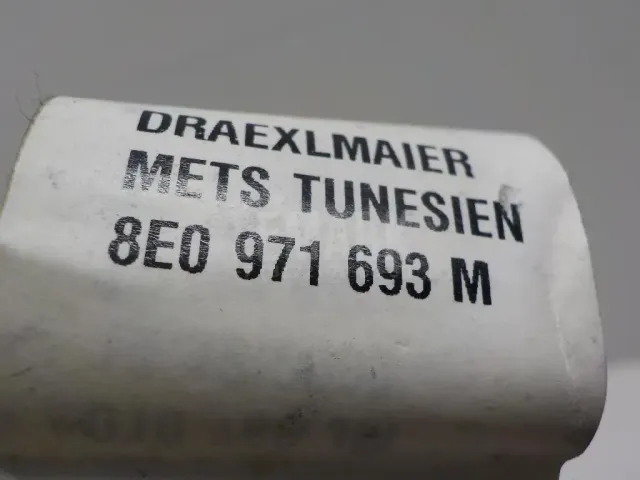 DRAEXLMAIER
METS TUNESIEN
8E0 971 693 M